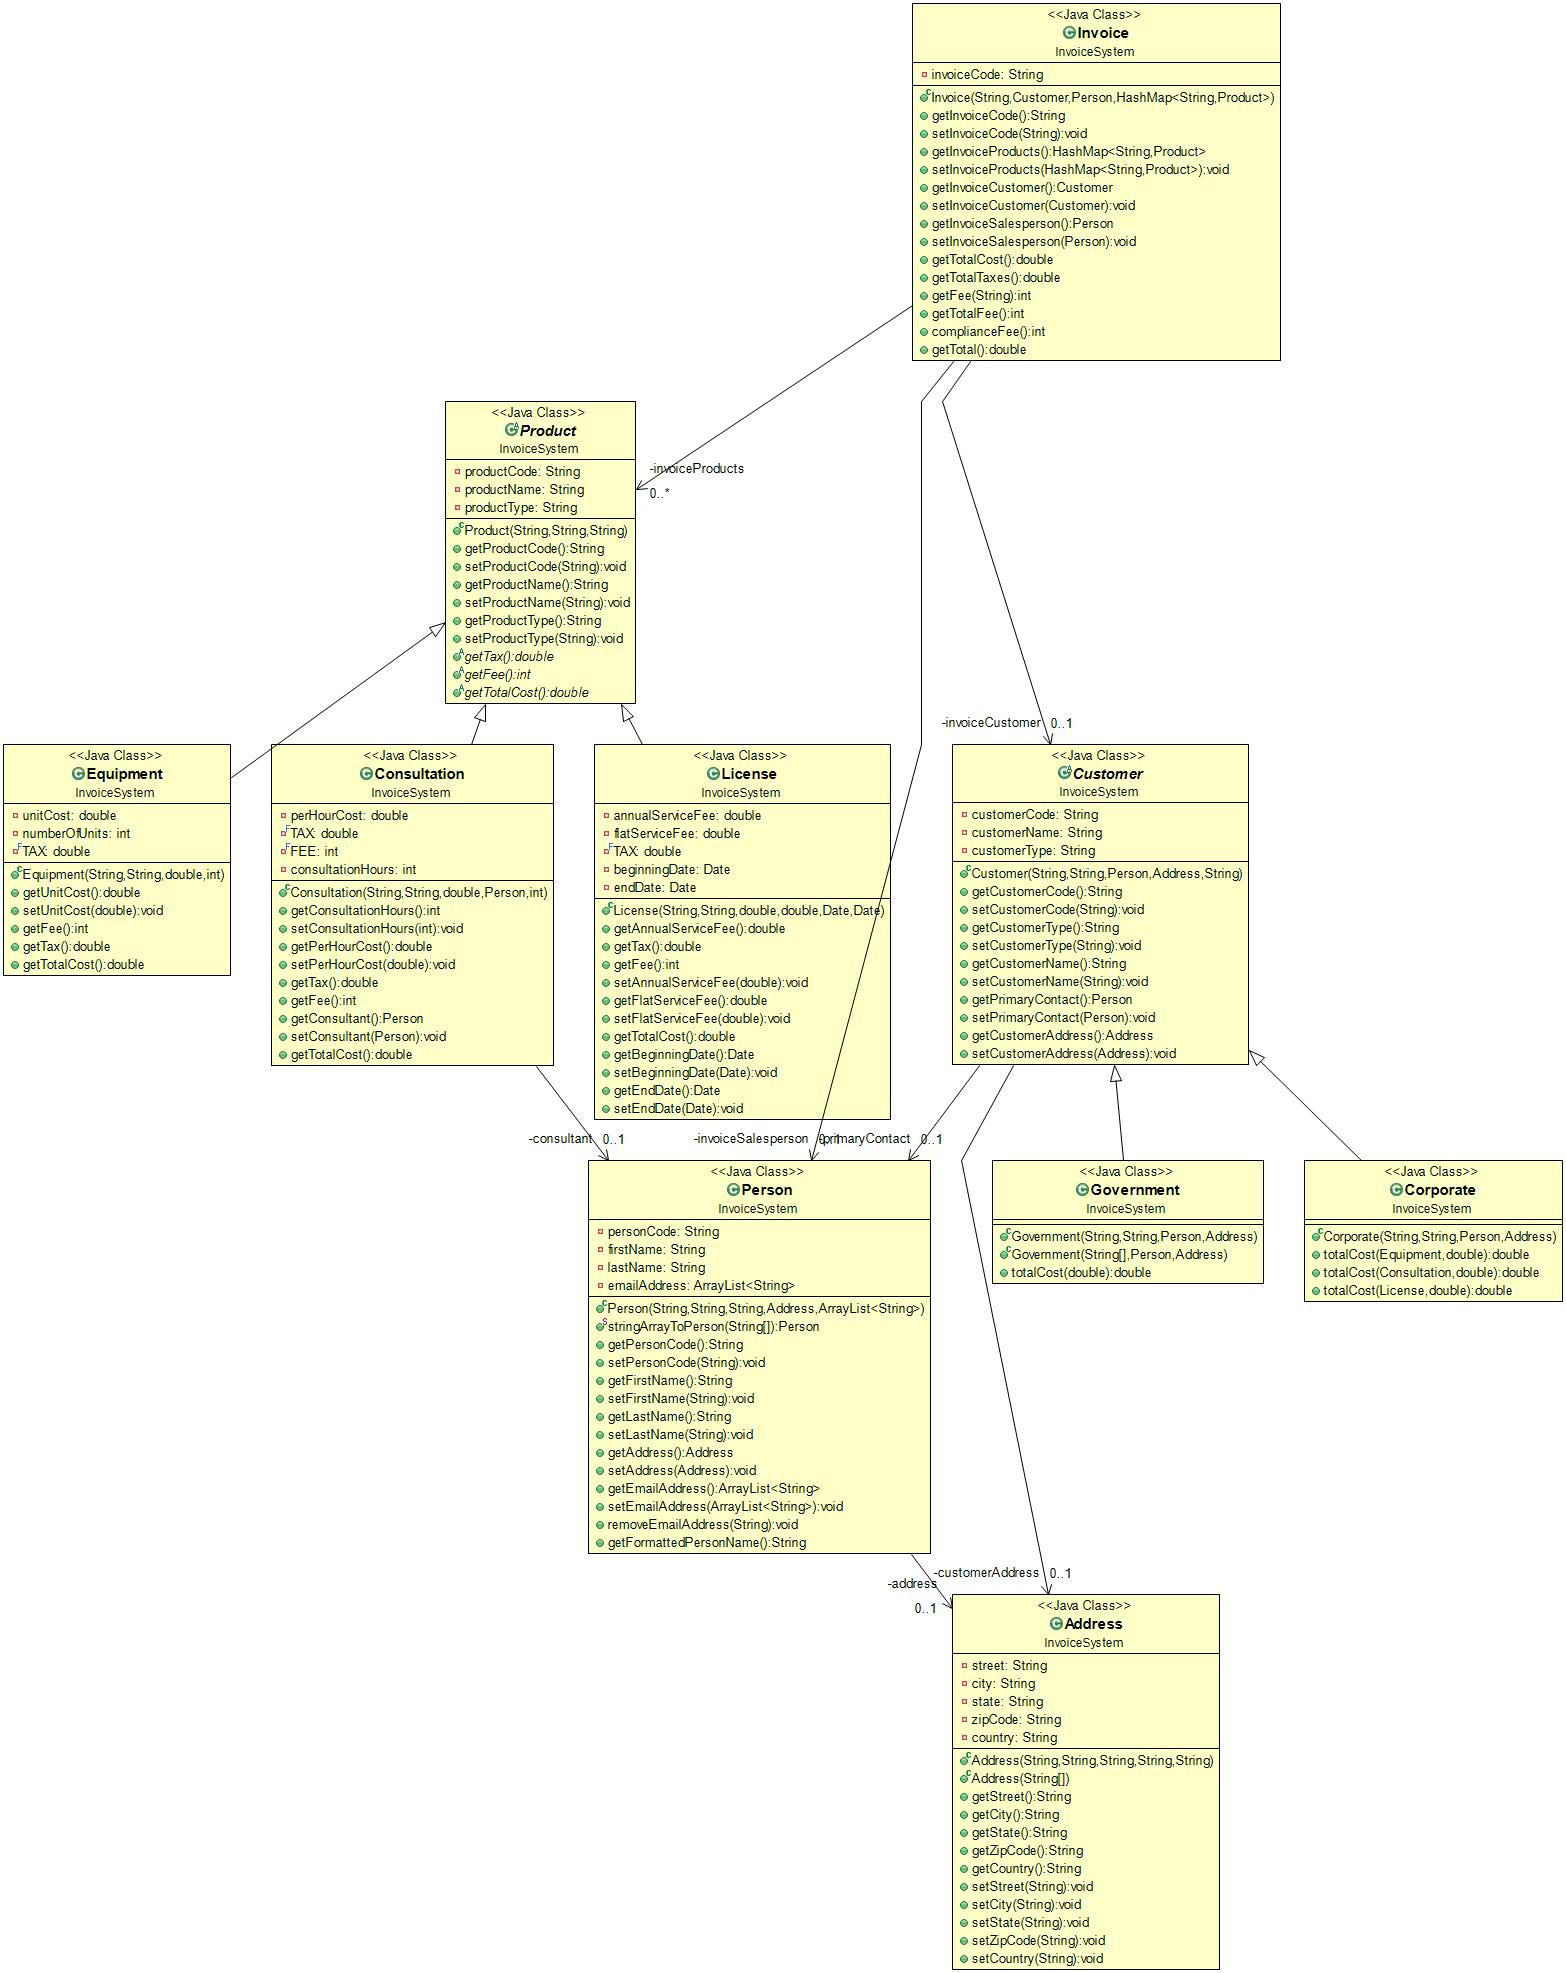 <<Java Class>>
Invoice
InvoiceSystem
invoiceCode: String
Invoice(String,Customer,Person,HashMap<String,Product>)
getInvoiceCode():String
setInvoiceCode(String):void
getInvoiceProducts():HashMap<String,Product>
setInvoiceProducts(HashMap<String,Product>):void
getInvoiceCustomer():Customer
setInvoiceCustomer(Customer):void
getInvoiceSalesperson():Person
setInvoiceSalesperson(Person):void
getTotalCost():double
getTotalTaxes():double
getFee(String):int
getTotalFee():int
complianceFee():int
getTotal():double
<<Java Class>>
Product
InvoiceSystem
productCode: String
productName: String
productType: String
Product(String,String,String)
getProductCode():String
setProductCode(String):void
getProductName():String
setProductName(String):void
getProductType():String
setProductType(String):void
getTax():double
getFee():int
getTotalCost():double
-invoiceProducts
0..*
-invoiceCustomer 0..1
<<Java Class>>
Equipment
InvoiceSystem
unitCost: double
numberOfUnits: int
TAX: double
Equipment(String,String,double,int)
getUnitCost():double
setUnitCost(double):void
getFee():int
getTax():double
getTotalCost():double
<<Java Class>>
Consultation
InvoiceSystem
perHourCost: double
TAX: double
FEE: int
consultationHours: int
Consultation(String,String,double,Person,int)
getConsultationHours():int
setConsultationHours(int):void
getPerHourCost():double
setPerHourCost(double):void
getTax():double
getFee():int
getConsultant():Person
setConsultant(Person):void
getTotalCost():double
<<Java Class>>
License
InvoiceSystem
annualServiceFee: double
flatServiceFee: double
TAX: double
beginningDate: Date
endDate: Date
License(String,String,double,double,Date,Date)
getAnnualServiceFee():double
getTax():double
getFee():int
setAnnualServiceFee(double):void
getFlatServiceFee():double
setFlatServiceFee(double):void
getTotalCost():double
getBeginningDate():Date
setBeginningDate(Date):void
getEndDate():Date
setEndDate(Date):void
<<Java Class>>
Customer
InvoiceSystem
customerCode: String
customerName: String
customerType: String
Customer(String,String,Person,Address,String)
getCustomerCode():String
setCustomerCode(String):void
getCustomerType():String
setCustomerType(String):void
getCustomerName():String
setCustomerName(String):void
getPrimaryContact():Person
setPrimaryContact(Person):void
getCustomerAddress():Address
setCustomerAddress(Address):void
-consultant 0..1
-invoiceSalesperson 0..1
-primaryContact 0..1
<<Java Class>>
Person
InvoiceSystem
personCode: String
firstName: String
lastName: String
emailAddress: ArrayList<String>
Person(String,String,String,Address,ArrayList<String>)
stringArrayToPerson(String[]):Person
getPersonCode():String
setPersonCode(String):void
getFirstName():String
setFirstName(String):void
getLastName():String
setLastName(String):void
getAddress():Address
setAddress(Address):void
getEmailAddress():ArrayList<String>
setEmailAddress(ArrayList<String>):void
removeEmailAddress(String):void
getFormattedPersonName():String
<<Java Class>>
Government
InvoiceSystem
Government(String,String,Person,Address)
Government(String[],Person,Address)
totalCost(double):double
<<Java Class>>
Corporate
InvoiceSystem
Corporate(String,String,Person,Address)
totalCost(Equipment,double):double
totalCost(Consultation,double):double
totalCost(License,double):double
-customerAddress 0..1
-address
0..1
<<Java Class>>
Address
InvoiceSystem
street: String
city: String
state: String
zipCode: String
country: String
Address(String,String,String,String,String)
Address(String[])
getStreet():String
getCity():String
getState():String
getZipCode():String
getCountry():String
setStreet(String):void
setCity(String):void
setState(String):void
setZipCode(String):void
setCountry(String):void